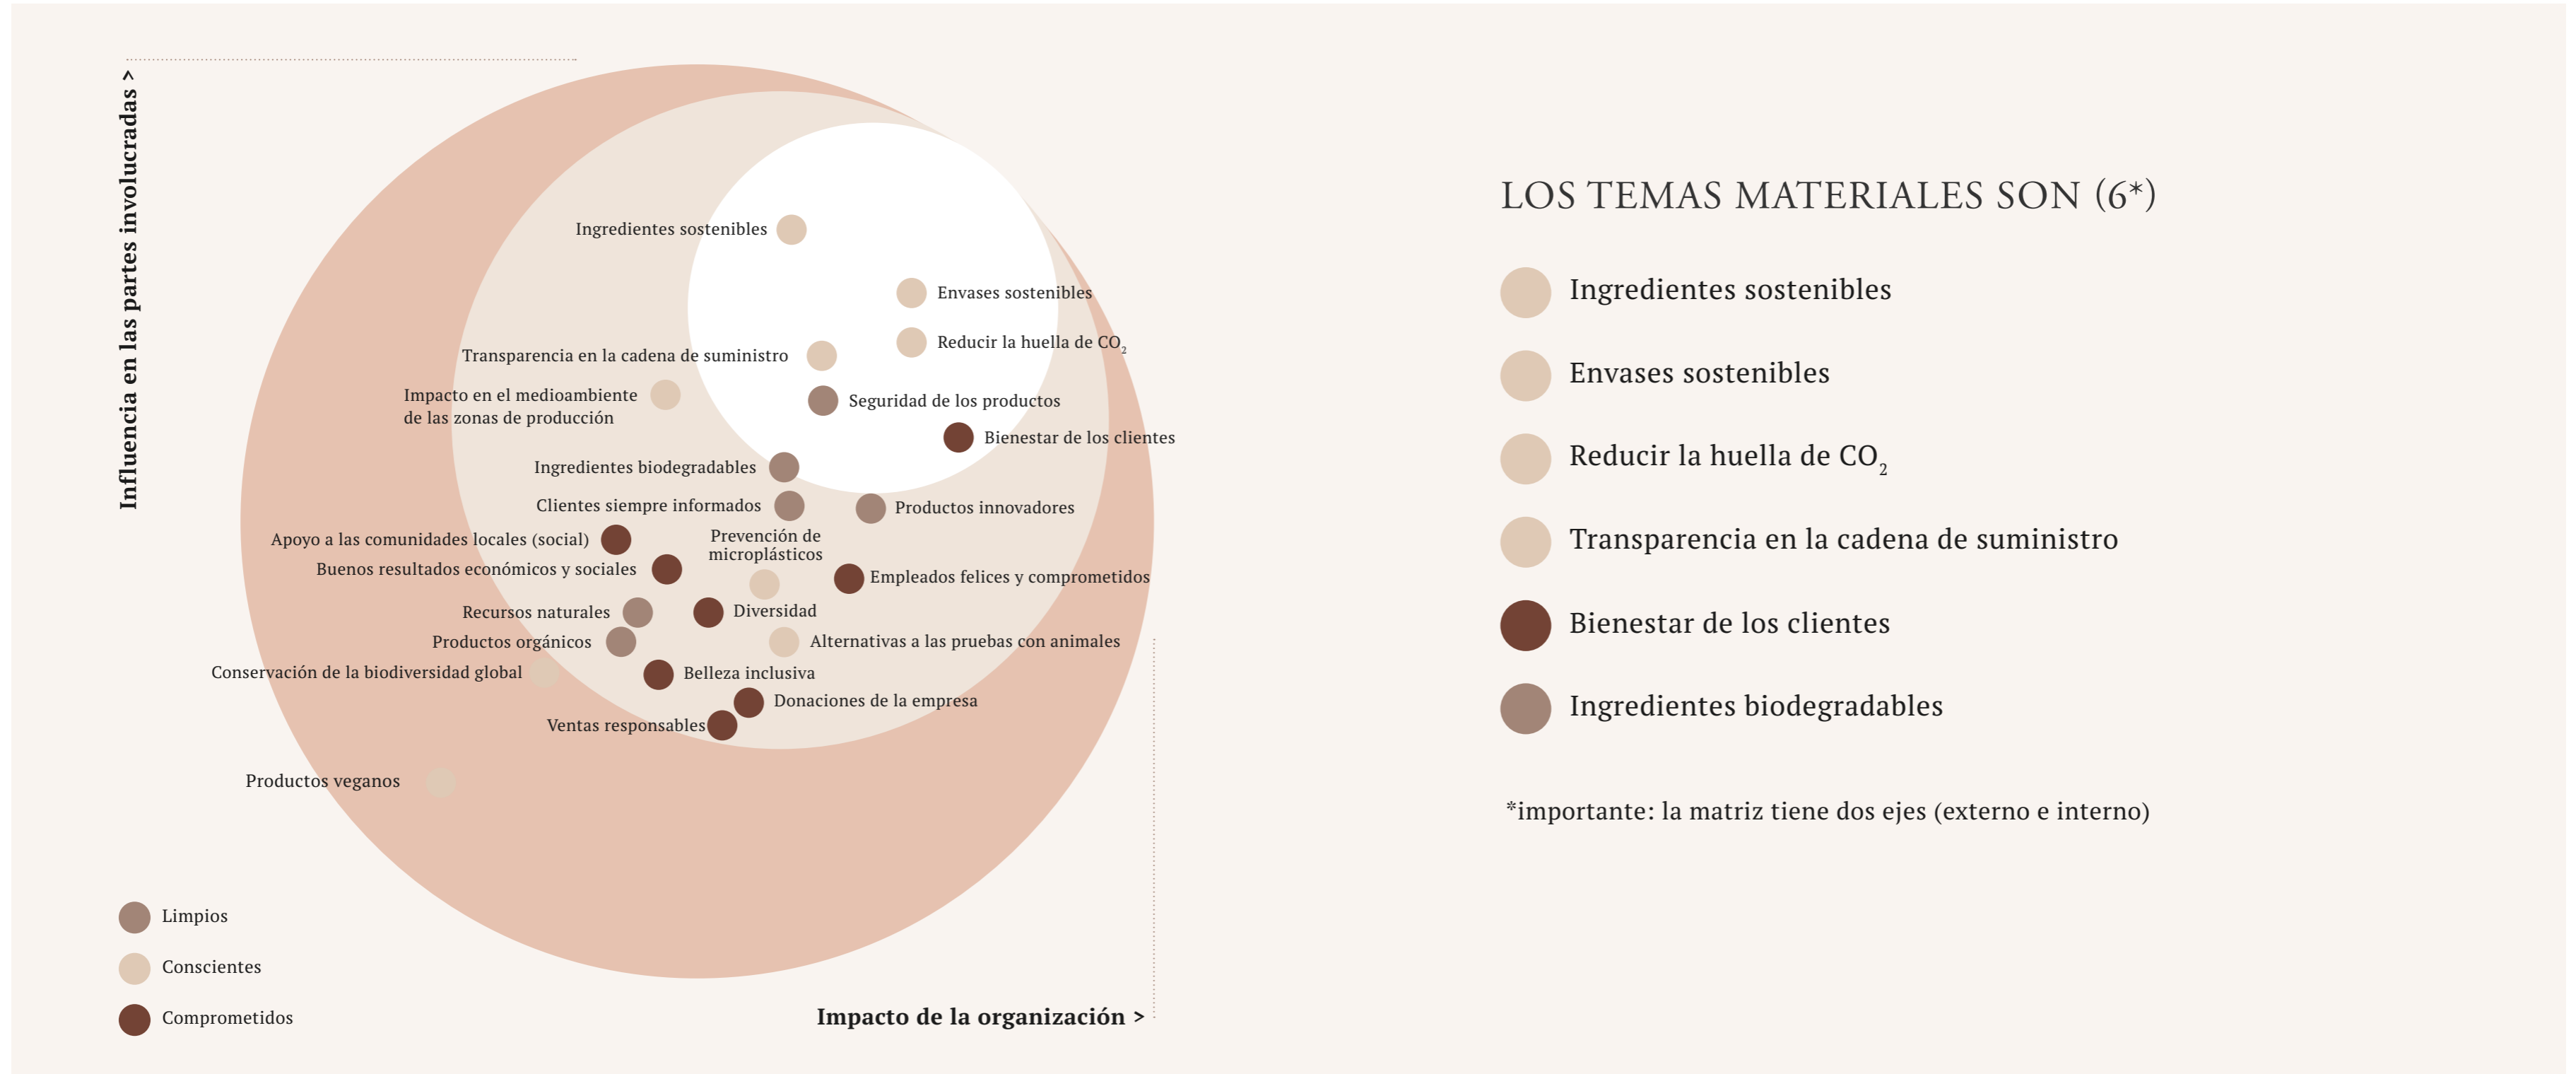 Influencia en las partes involucradas >
Ingredientes sostenibles
Envases sostenibles
Reducir la huella de CO₂
Transparencia en la cadena de suministro
Impacto en el medioambiente
de las zonas de producción
Seguridad de los productos
Bienestar de los clientes
Ingredientes biodegradables
Clientes siempre informados
Productos innovadores
Apoyo a las comunidades locales (social)
Prevención de
microplásticos
Buenos resultados económicos y sociales
Empleados felices y comprometidos
Recursos naturales
Diversidad
Productos orgánicos
Alternativas a las pruebas con animales
Conservación de la biodiversidad global
Belleza inclusiva
Donaciones de la empresa
Ventas responsables
Productos veganos
Limpios
Conscientes
Comprometidos
Impacto de la organización >
LOS TEMAS MATERIALES SON (6*)
Ingredientes sostenibles
Envases sostenibles
Reducir la huella de CO₂
Transparencia en la cadena de suministro
Bienestar de los clientes
Ingredientes biodegradables
*importante: la matriz tiene dos ejes (externo e interno)